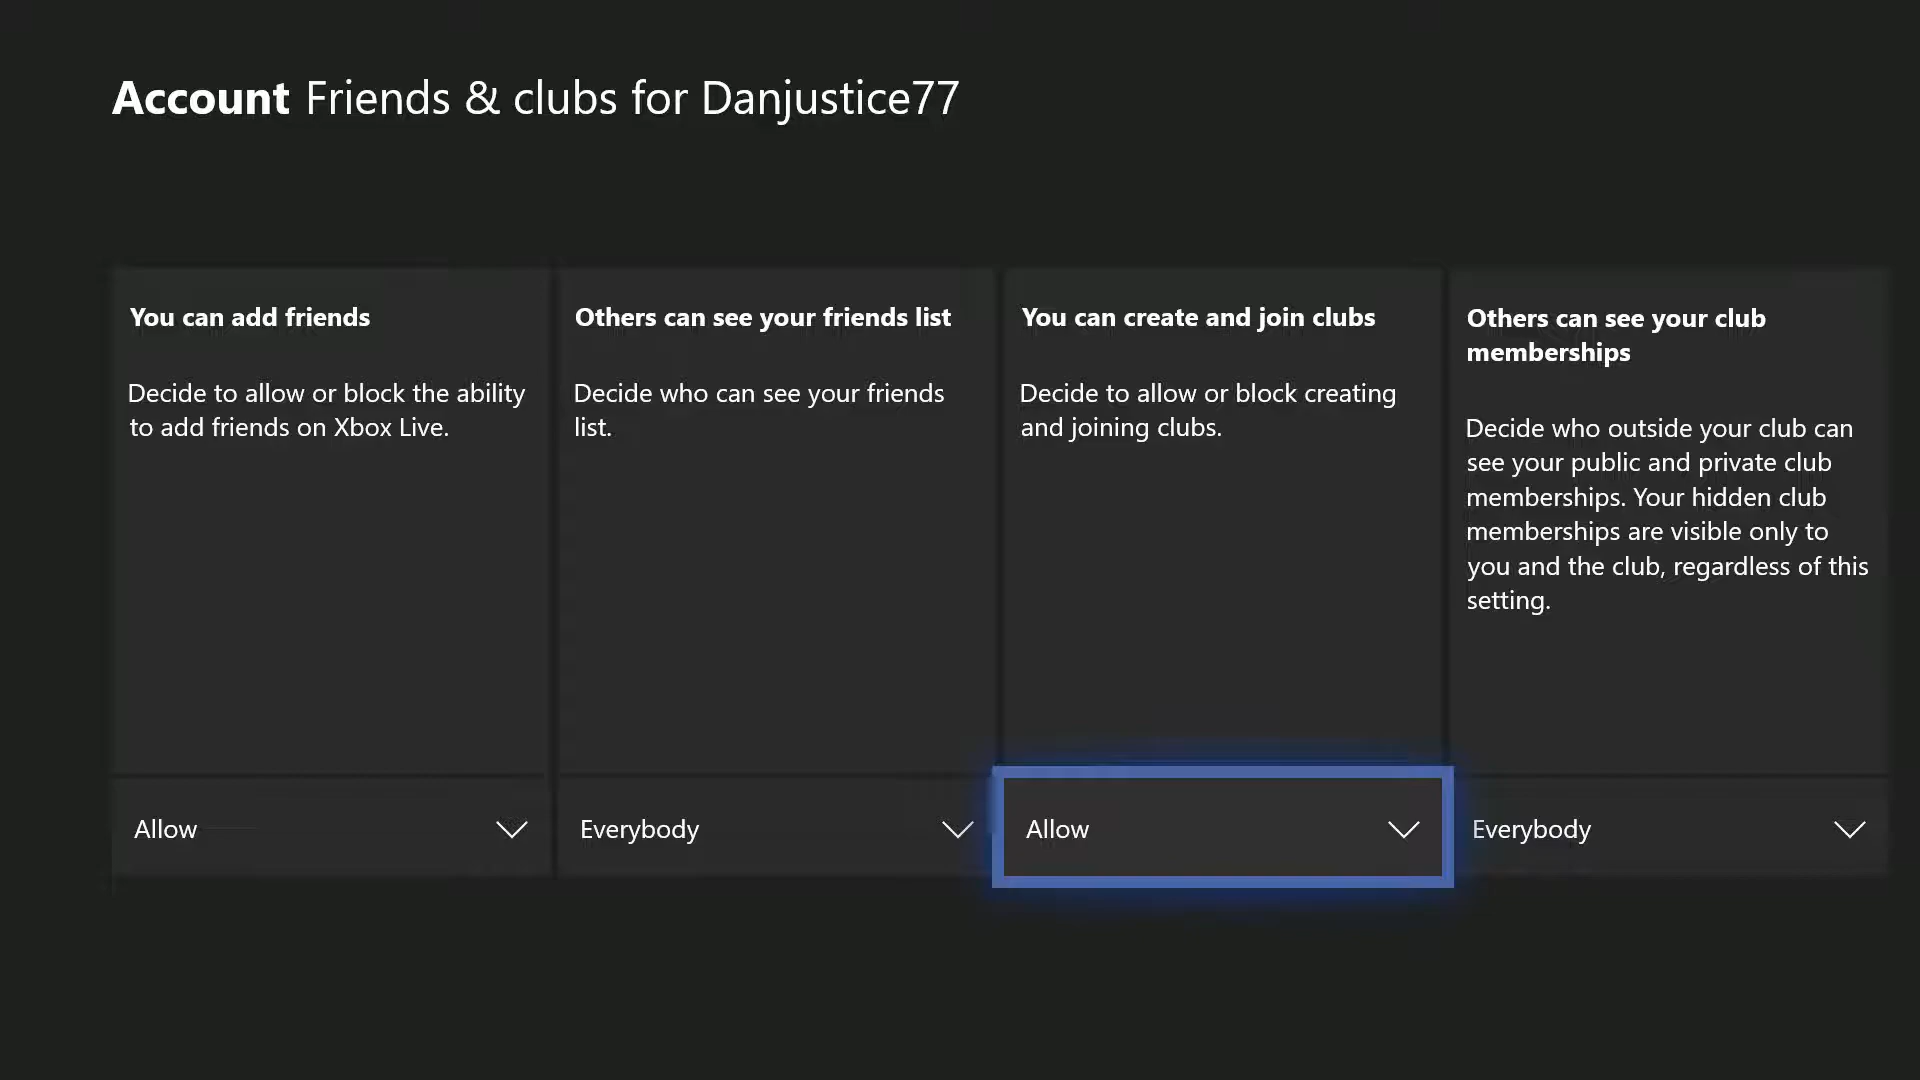 Account Friends & clubs for Danjustice77
You can add friends
Decide to allow or block the ability
to add friends on Xbox Live.
Allow
Others can see your friends list
Decide who can see your friends
list.
Everybody
You can create and join clubs
Decide to allow or block creating
and joining clubs.
Allow
Others can see your club
memberships
Decide who outside your club can
see your public and private club
memberships. Your hidden club
memberships are visible only to
you and the club, regardless of this
setting.
Everybody